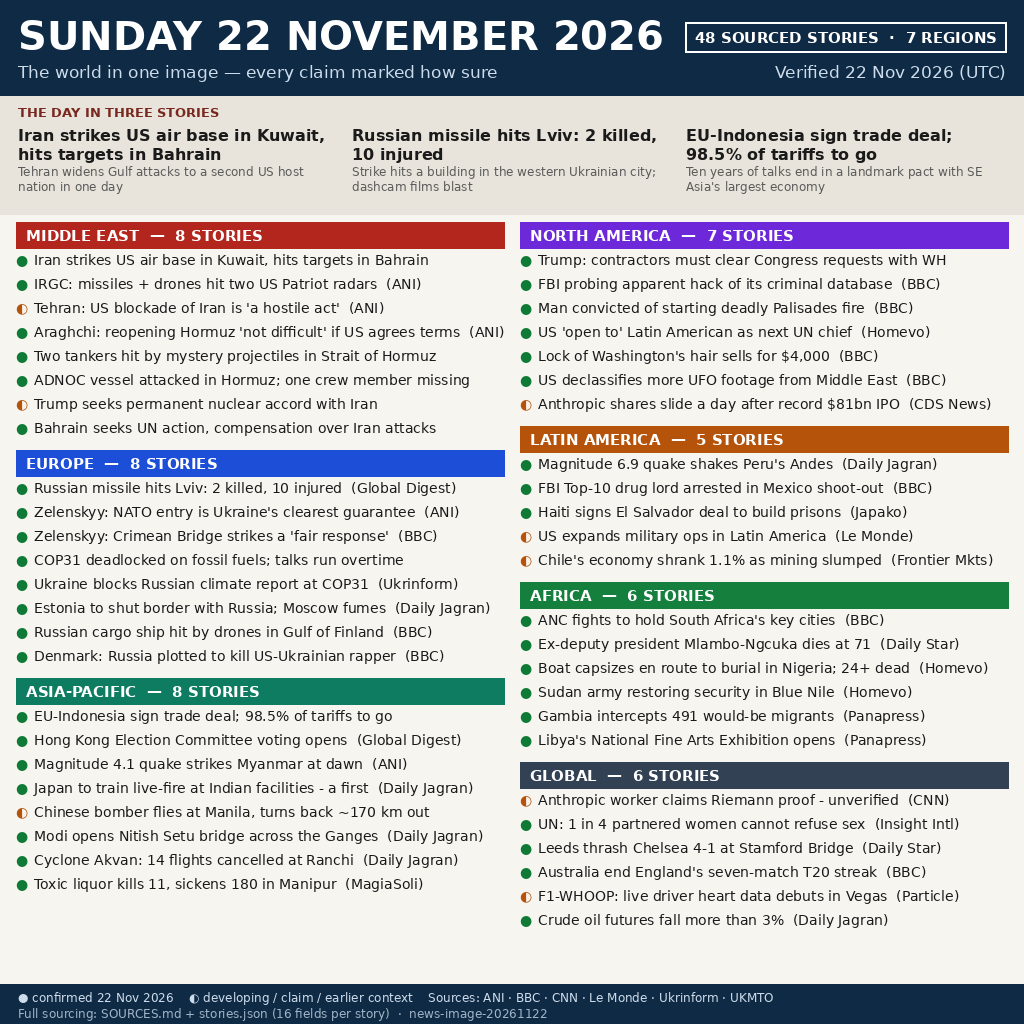 SUNDAY 22 NOVEMBER 2026
48 SOURCED STORIES · 7 REGIONS
The world in one image — every claim marked how sure
Verified 22 Nov 2026 (UTC)
THE DAY IN THREE STORIES
Iran strikes US air base in Kuwait,
hits targets in Bahrain
Tehran widens Gulf attacks to a second US host
nation in one day
Russian missile hits Lviv: 2 killed,
10 injured
Strike hits a building in the western Ukrainian city;
dashcam films blast
EU-Indonesia sign trade deal;
98.5% of tariffs to go
Ten years of talks end in a landmark pact with SE
Asia's largest economy
MIDDLE EAST — 8 STORIES
● Iran strikes US air base in Kuwait, hits targets in Bahrain
● IRGC: missiles + drones hit two US Patriot radars (ANI)
◐ Tehran: US blockade of Iran is 'a hostile act' (ANI)
● Araghchi: reopening Hormuz 'not difficult' if US agrees terms (ANI)
● Two tankers hit by mystery projectiles in Strait of Hormuz
● ADNOC vessel attacked in Hormuz; one crew member missing
◐ Trump seeks permanent nuclear accord with Iran
● Bahrain seeks UN action, compensation over Iran attacks
EUROPE — 8 STORIES
● Russian missile hits Lviv: 2 killed, 10 injured (Global Digest)
● Zelenskyy: NATO entry is Ukraine's clearest guarantee (ANI)
● Zelenskyy: Crimean Bridge strikes a 'fair response' (BBC)
● COP31 deadlocked on fossil fuels; talks run overtime
● Ukraine blocks Russian climate report at COP31 (Ukrinform)
● Estonia to shut border with Russia; Moscow fumes (Daily Jagran)
● Russian cargo ship hit by drones in Gulf of Finland (BBC)
● Denmark: Russia plotted to kill US-Ukrainian rapper (BBC)
ASIA-PACIFIC — 8 STORIES
● EU-Indonesia sign trade deal; 98.5% of tariffs to go
● Hong Kong Election Committee voting opens (Global Digest)
● Magnitude 4.1 quake strikes Myanmar at dawn (ANI)
● Japan to train live-fire at Indian facilities - a first (Daily Jagran)
◐ Chinese bomber flies at Manila, turns back ~170 km out
● Modi opens Nitish Setu bridge across the Ganges (Daily Jagran)
● Cyclone Akvan: 14 flights cancelled at Ranchi (Daily Jagran)
● Toxic liquor kills 11, sickens 180 in Manipur (MagiaSoli)
NORTH AMERICA — 7 STORIES
● Trump: contractors must clear Congress requests with WH
● FBI probing apparent hack of its criminal database (BBC)
● Man convicted of starting deadly Palisades fire (BBC)
● US 'open to' Latin American as next UN chief (Homevo)
● Lock of Washington's hair sells for $4,000 (BBC)
● US declassifies more UFO footage from Middle East (BBC)
◐ Anthropic shares slide a day after record $81bn IPO (CDS News)
LATIN AMERICA — 5 STORIES
● Magnitude 6.9 quake shakes Peru's Andes (Daily Jagran)
● FBI Top-10 drug lord arrested in Mexico shoot-out (BBC)
● Haiti signs El Salvador deal to build prisons (Japako)
◐ US expands military ops in Latin America (Le Monde)
◐ Chile's economy shrank 1.1% as mining slumped (Frontier Mkts)
AFRICA — 6 STORIES
● ANC fights to hold South Africa's key cities (BBC)
● Ex-deputy president Mlambo-Ngcuka dies at 71 (Daily Star)
● Boat capsizes en route to burial in Nigeria; 24+ dead (Homevo)
● Sudan army restoring security in Blue Nile (Homevo)
● Gambia intercepts 491 would-be migrants (Panapress)
● Libya's National Fine Arts Exhibition opens (Panapress)
GLOBAL — 6 STORIES
◐ Anthropic worker claims Riemann proof - unverified (CNN)
● UN: 1 in 4 partnered women cannot refuse sex (Insight Intl)
● Leeds thrash Chelsea 4-1 at Stamford Bridge (Daily Star)
● Australia end England's seven-match T20 streak (BBC)
◐ F1-WHOOP: live driver heart data debuts in Vegas (Particle)
● Crude oil futures fall more than 3% (Daily Jagran)
● confirmed 22 Nov 2026 ◐ developing / claim / earlier context Sources: ANI · BBC · CNN · Le Monde · Ukrinform · UKMTO
Full sourcing: SOURCES.md + stories.json (16 fields per story) · news-image-20261122